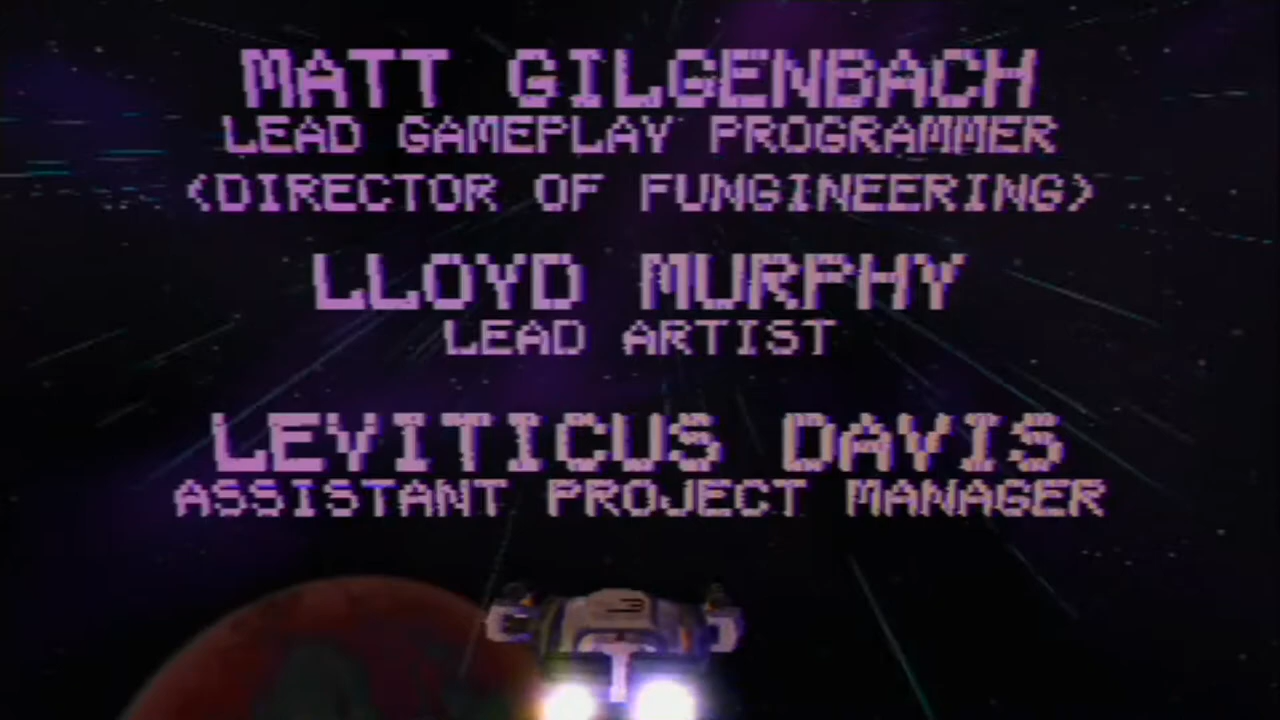 MATT GILGENBACH
LEAD GAMEPLAY PROGRAMMER
(DIRECTOR OF FUNGINEERING)
LLOYD MURPHY
LEAD ARTIST
LEVITICUS DAVIS
ASSISTANT PROJECT MANAGER